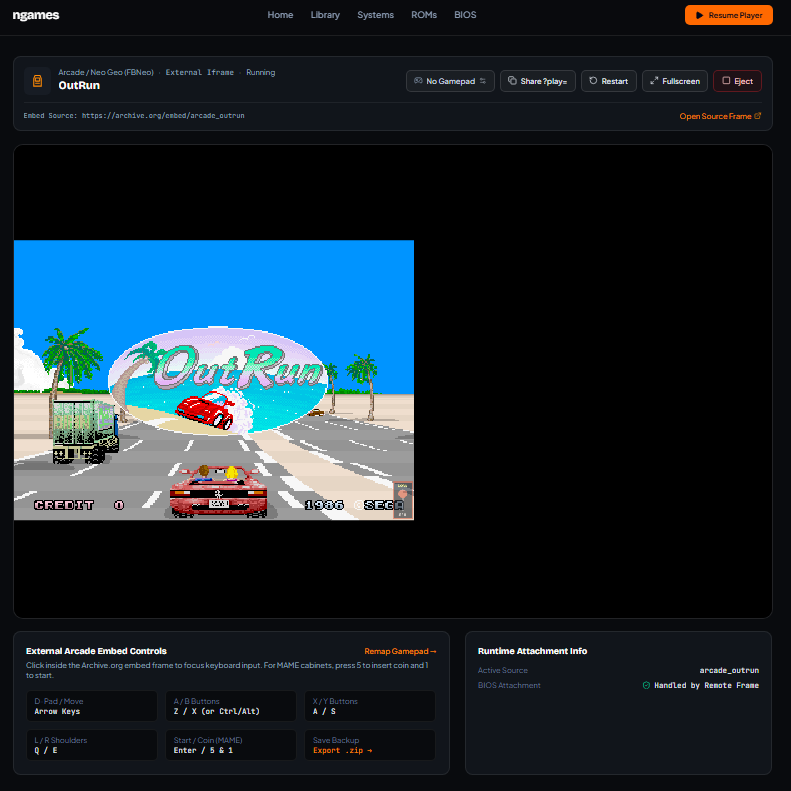 ngames
Home Library Systems ROMs BIOS
Resume Player
Arcade / Neo Geo (FBNeo) · External Iframe · Running
OutRun
No Gamepad
Share ?play=
Restart
Fullscreen
Eject
Embed Source: https://archive.org/embed/arcade_outrun
Open Source Frame
OutRun
CREDIT 0
1986 ©SEGA
External Arcade Embed Controls
Remap Gamepad →
Click inside the Archive.org embed frame to focus keyboard input. For MAME cabinets, press 5 to insert coin and 1
to start.
D-Pad / Move
Arrow Keys
A / B Buttons
Z / X (or Ctrl/Alt)
X / Y Buttons
A / S
L / R Shoulders
Q / E
Start / Coin (MAME)
Enter / 5 & 1
Save Backup
Export .zip →
Runtime Attachment Info
Active Source
arcade_outrun
BIOS Attachment
Handled by Remote Frame